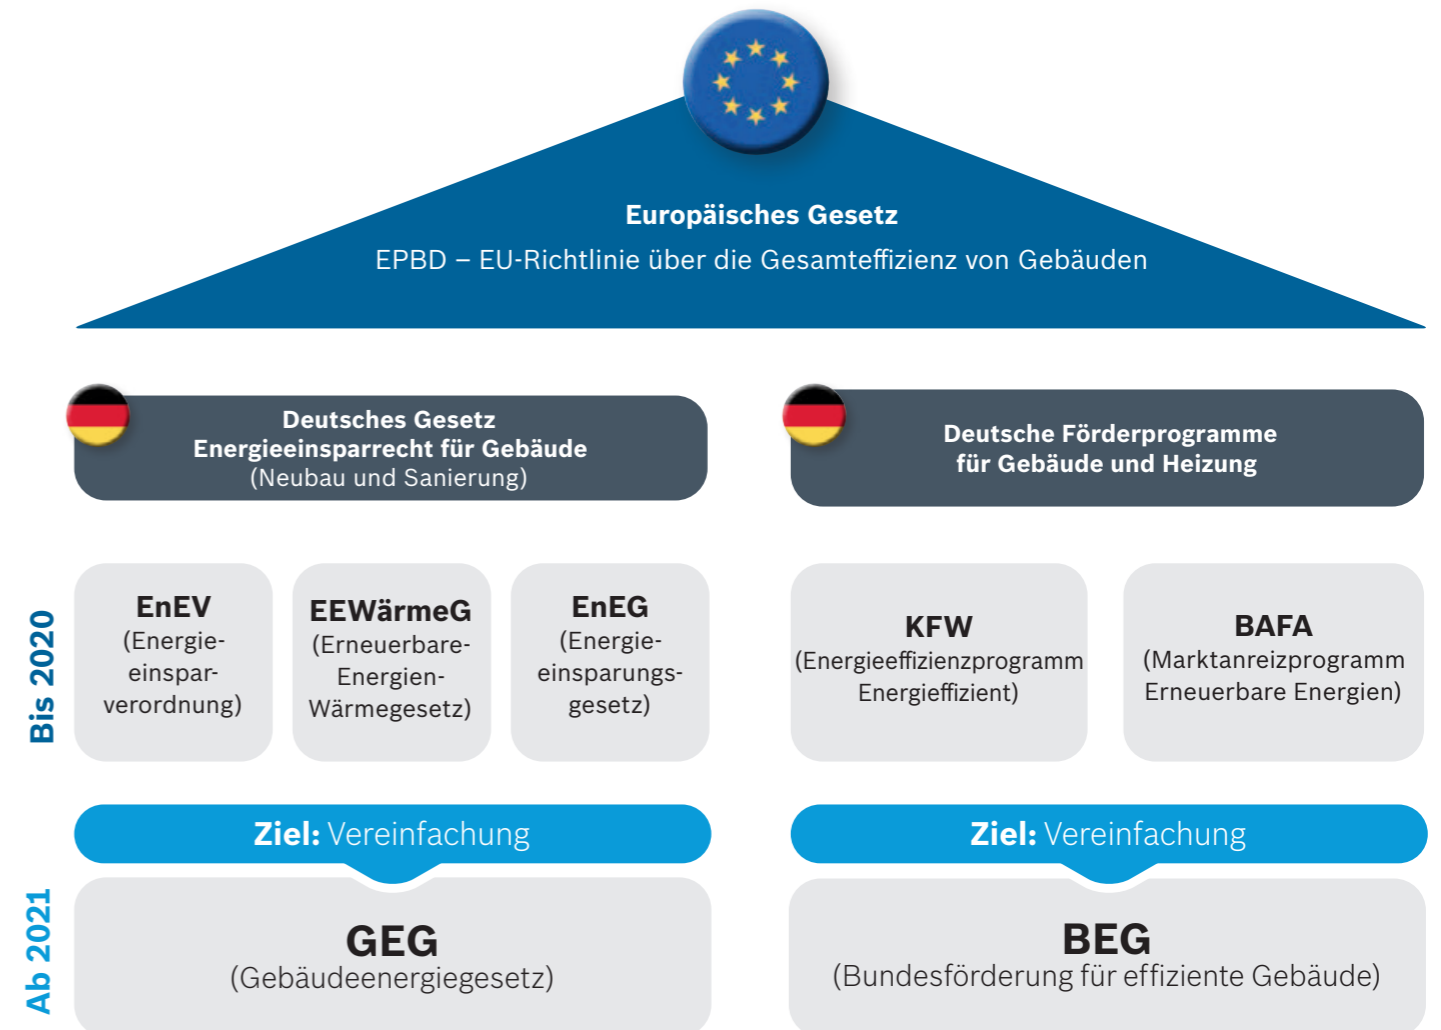 Europäisches Gesetz
EPBD – EU-Richtlinie über die Gesamteffizienz von Gebäuden
Deutsches Gesetz
Energieeinsparrecht für Gebäude
(Neubau und Sanierung)
Deutsche Förderprogramme
für Gebäude und Heizung
Bis 2020
EnEV
(Energie-
einspar-
verordnung)
EEWärmeG
(Erneuerbare-
Energien-
Wärmegesetz)
EnEG
(Energie-
einsparungs-
gesetz)
KFW
(Energieeffizienzprogramm
Energieffizient)
BAFA
(Marktanreizprogramm
Erneuerbare Energien)
Ziel: Vereinfachung
Ziel: Vereinfachung
Ab 2021
GEG
(Gebäudeenergiegesetz)
BEG
(Bundesförderung für effiziente Gebäude)